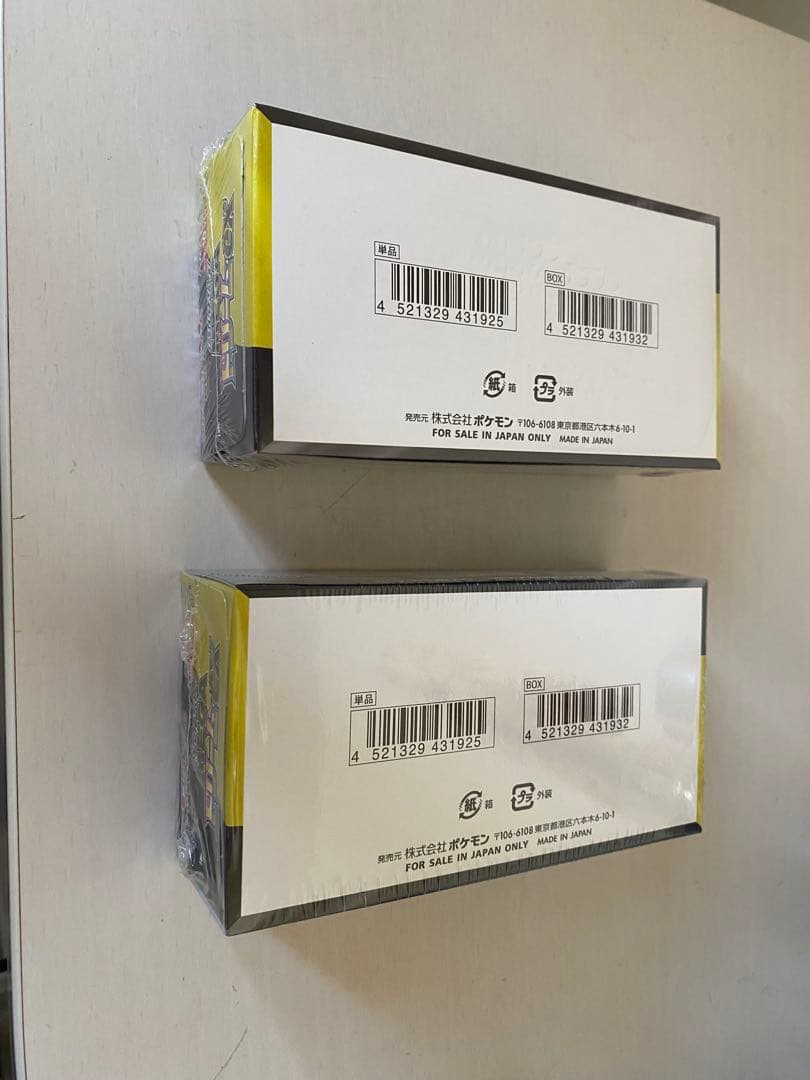 単品
BOX
4 521329 431925
4 521329 431932
紙 箱
プラ 外装
発売元 株式会社ポケモン 〒106-6108 東京都港区六本木6-10-1
FOR SALE IN JAPAN ONLY MADE IN JAPAN
単品
BOX
4 521329 431925
4 521329 431932
紙 箱
プラ 外装
発売元 株式会社ポケモン 〒106-6108 東京都港区六本木6-10-1
FOR SALE IN JAPAN ONLY MADE IN JAPAN